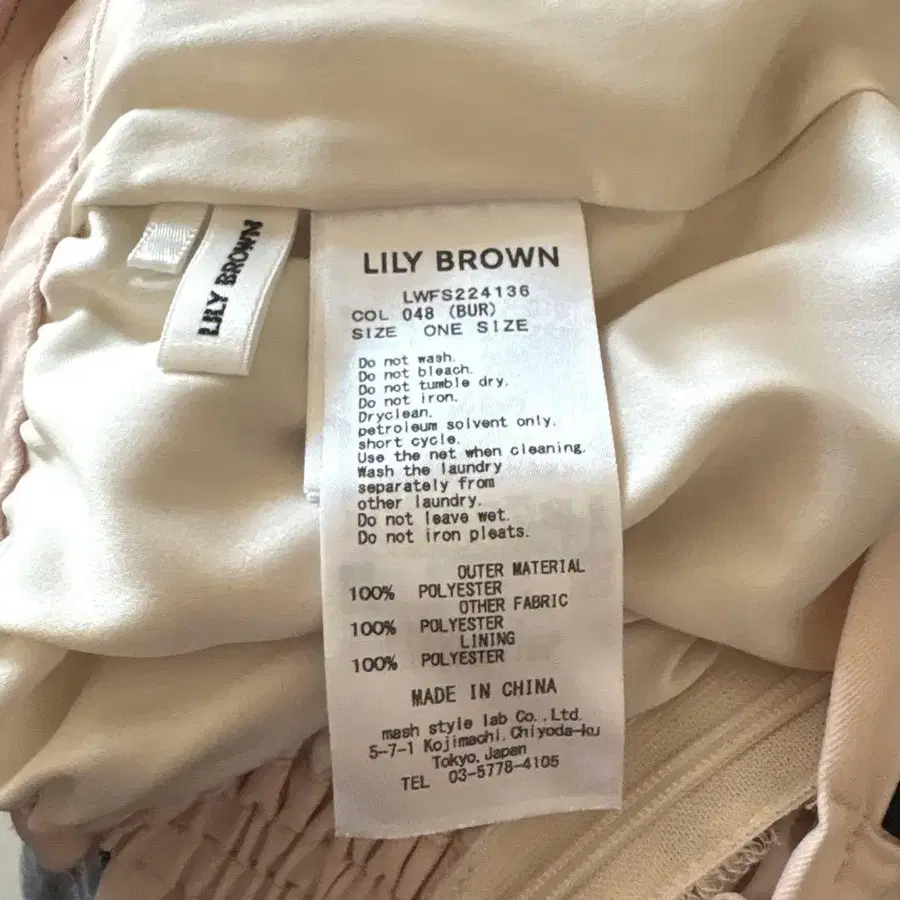 LILY BROWN
LILY BROWN
LWFS224136
COL 048 (BUR)
SIZE ONE SIZE
Do not wash.
Do not bleach.
Do not tumble dry.
Do not iron.
Dryclean.
petroleum solvent only.
short cycle.
Use the net when cleaning.
Wash the laundry
separately from
other laundry.
Do not leave wet.
Do not iron pleats.
OUTER MATERIAL
100% POLYESTER
OTHER FABRIC
100% POLYESTER
LINING
100% POLYESTER
MADE IN CHINA
mash style lab Co.,Ltd.
5-7-1 Kojimachi, Chiyoda-ku
Tokyo, Japan
TEL 03-5778-4105